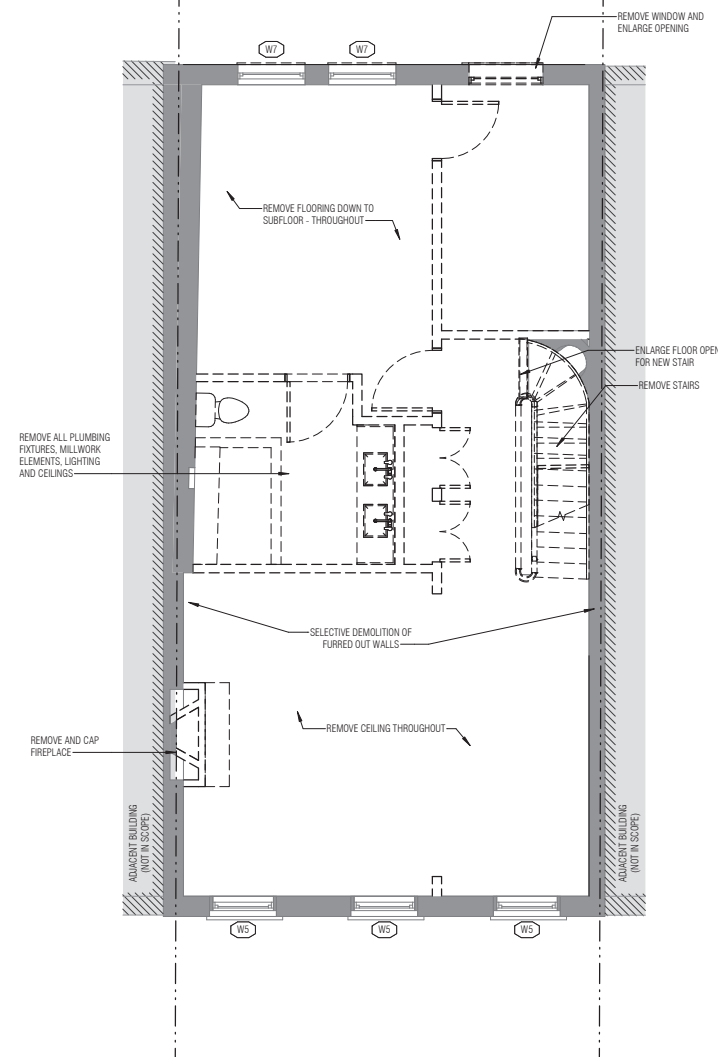 REMOVE WINDOW AND
ENLARGE OPENING
W7
W7
REMOVE FLOORING DOWN TO
SUBFLOOR - THROUGHOUT
ENLARGE FLOOR OPEN
FOR NEW STAIR
REMOVE STAIRS
REMOVE ALL PLUMBING
FIXTURES, MILLWORK
ELEMENTS, LIGHTING
AND CEILINGS
SELECTIVE DEMOLITION OF
FURRED OUT WALLS
REMOVE CEILING THROUGHOUT
REMOVE AND CAP
FIREPLACE
ADJACENT BUILDING
(NOT IN SCOPE)
ADJACENT BUILDING
(NOT IN SCOPE)
W5
W5
W5